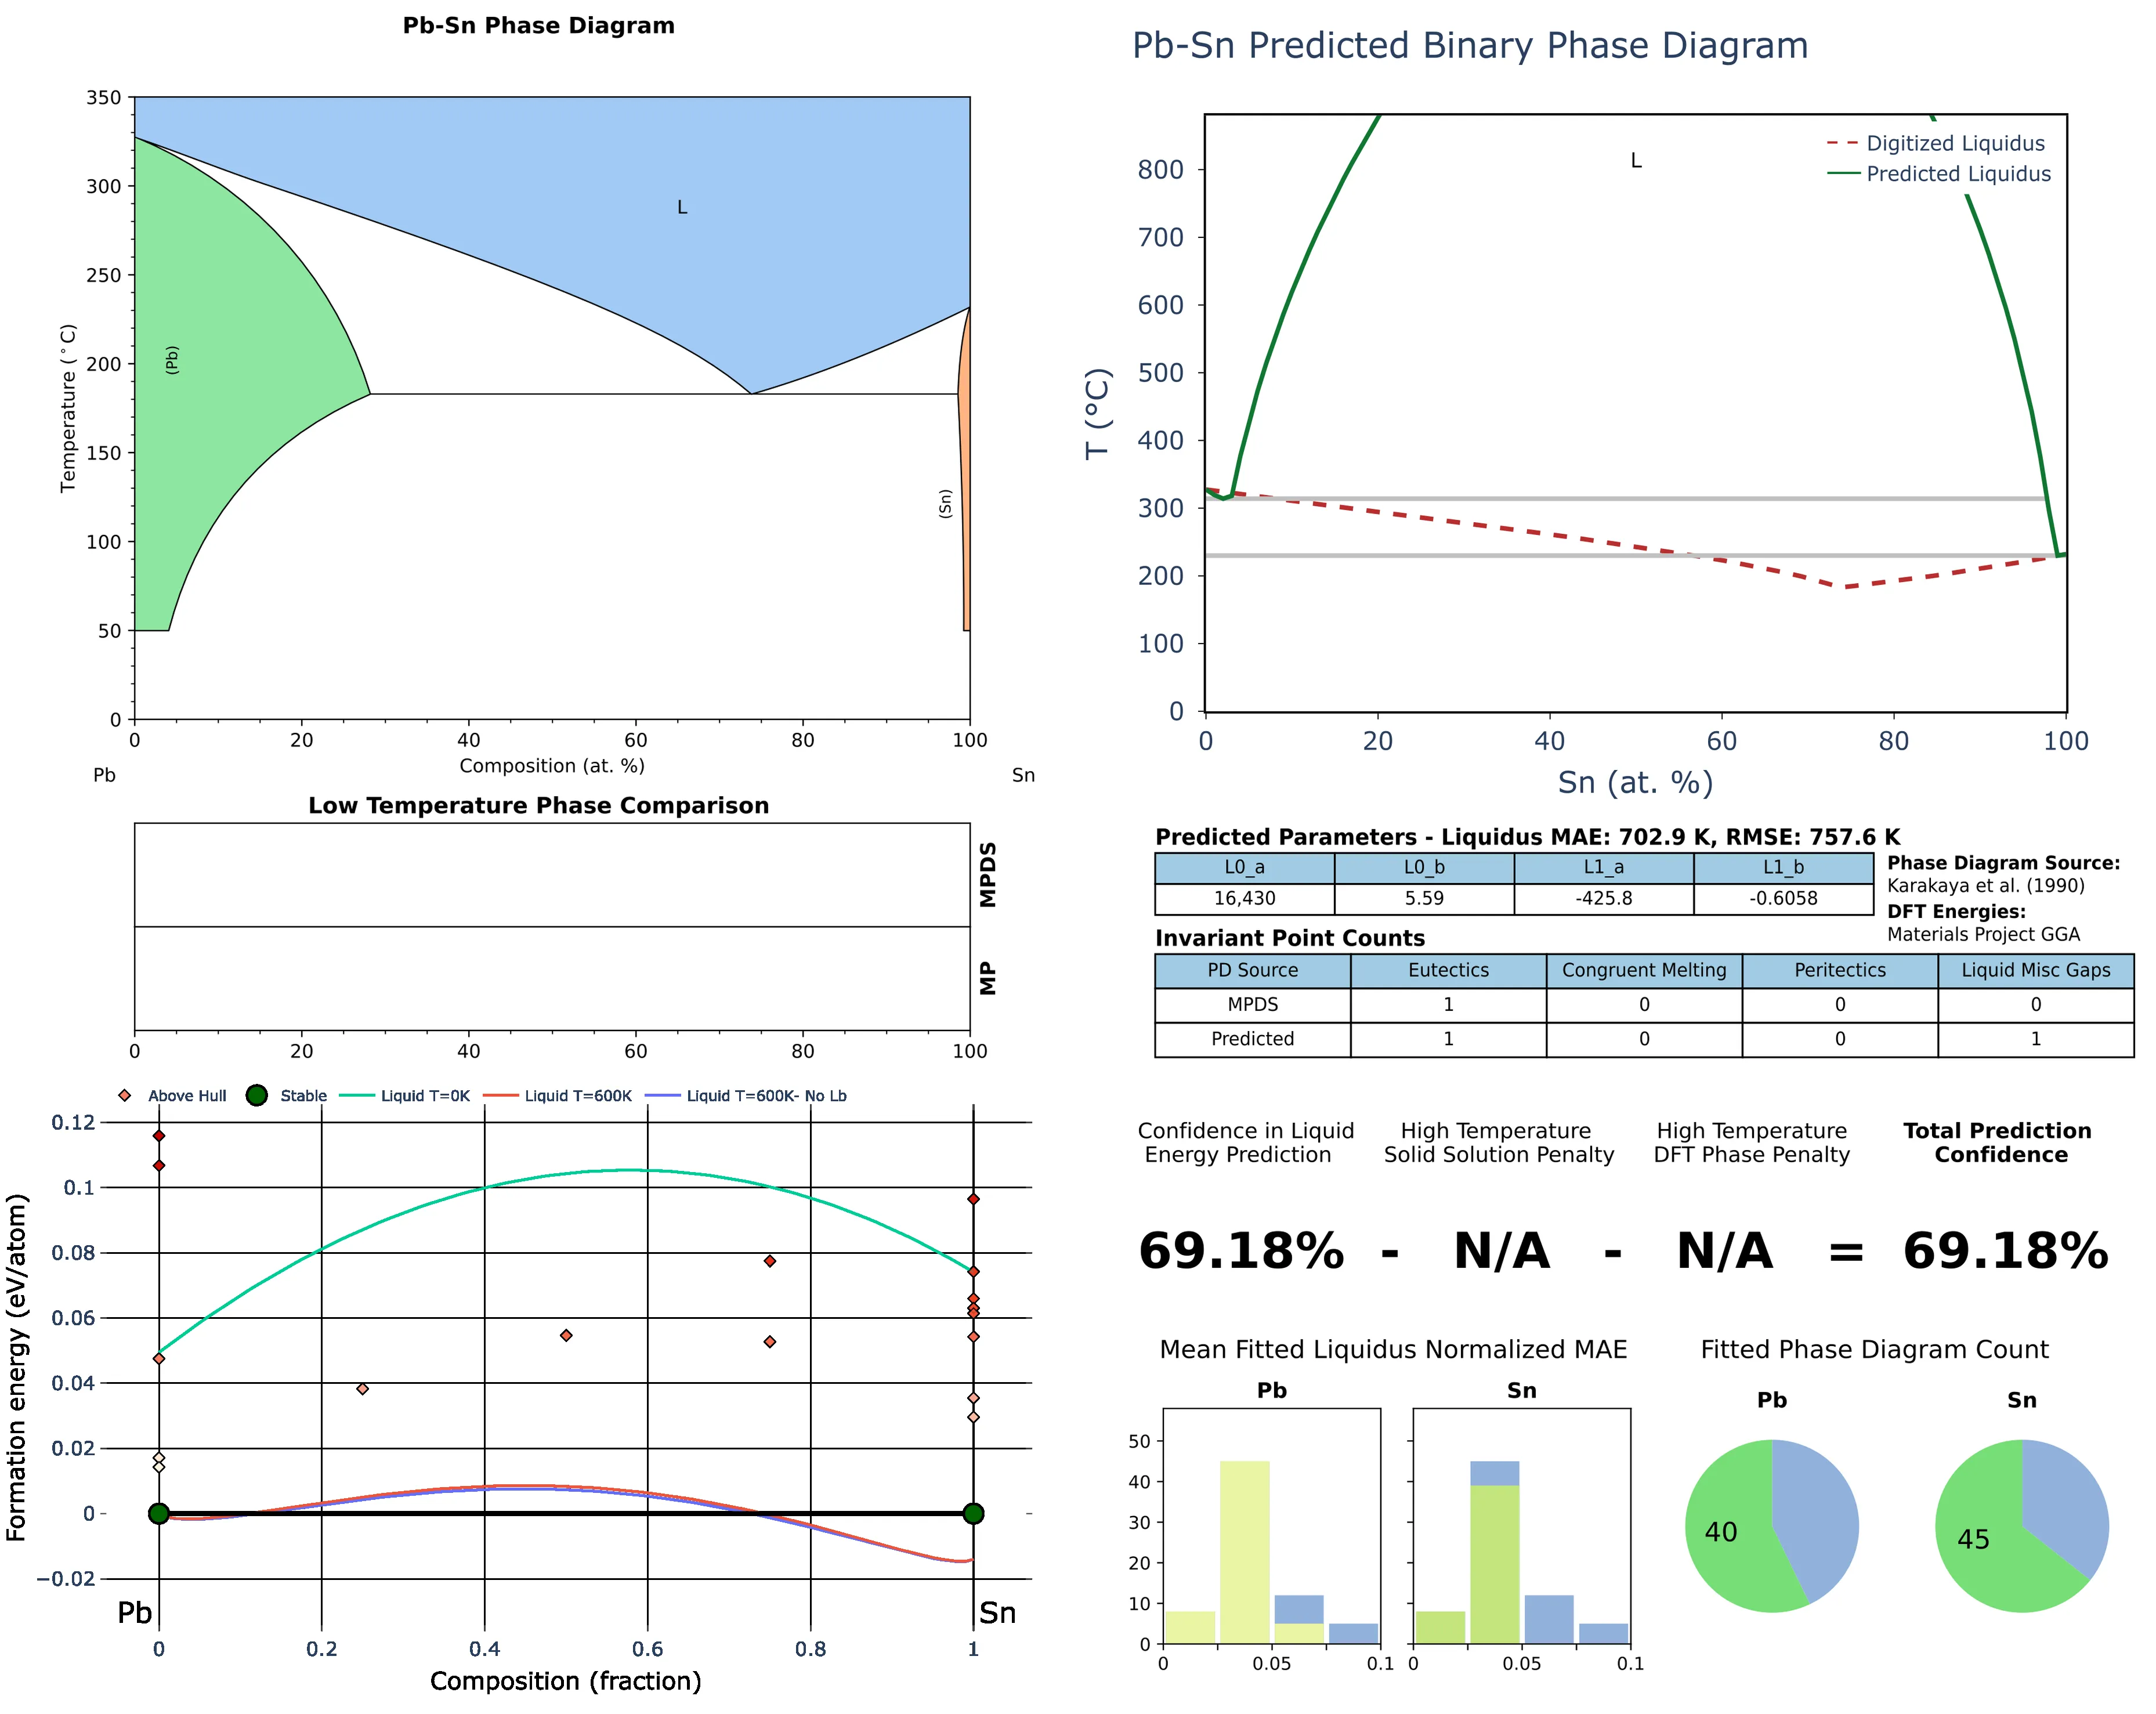 Pb-Sn Phase Diagram
350
300
250
200
150
100
50
0
Temperature (°C)
L
(Pb)
(Sn)
0 20 40 60 80 100
Composition (at. %)
Pb Sn
Pb-Sn Predicted Binary Phase Diagram
Digitized Liquidus
Predicted Liquidus
L
800
700
600
500
400
300
200
100
0
T (°C)
0 20 40 60 80 100
Sn (at. %)
Low Temperature Phase Comparison
MPDS
MP
0 20 40 60 80 100
Predicted Parameters - Liquidus MAE: 702.9 K, RMSE: 757.6 K
L0_a L0_b L1_a L1_b
16,430 5.59 -425.8 -0.6058
Phase Diagram Source:
Karakaya et al. (1990)
DFT Energies:
Materials Project GGA
Invariant Point Counts
PD Source Eutectics Congruent Melting Peritectics Liquid Misc Gaps
MPDS 1 0 0 0
Predicted 1 0 0 1
Above Hull Stable Liquid T=0K Liquid T=600K Liquid T=600K- No Lb
0.12
0.1
0.08
0.06
0.04
0.02
0
−0.02
Formation energy (eV/atom)
Pb Sn
0 0.2 0.4 0.6 0.8 1
Composition (fraction)
Confidence in Liquid
Energy Prediction
High Temperature
Solid Solution Penalty
High Temperature
DFT Phase Penalty
Total Prediction
Confidence
69.18% - N/A - N/A = 69.18%
Mean Fitted Liquidus Normalized MAE
Pb Sn
50
40
30
20
10
0
0 0.05 0.1 0 0.05 0.1
Fitted Phase Diagram Count
Pb Sn
40 45